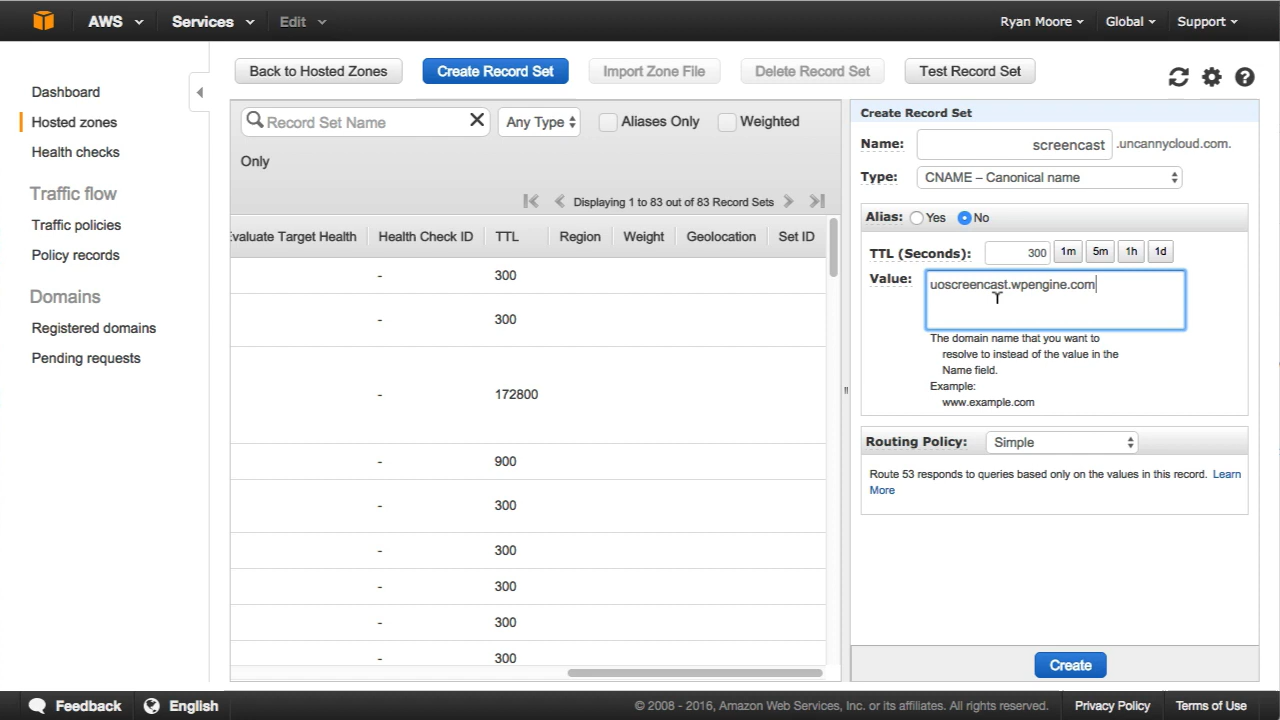 AWS Services Edit Ryan Moore Global Support
Dashboard
Hosted zones
Health checks
Traffic flow
Traffic policies
Policy records
Domains
Registered domains
Pending requests
Back to Hosted Zones Create Record Set Import Zone File Delete Record Set Test Record Set
Record Set Name Any Type Aliases Only Weighted
Only
Displaying 1 to 83 out of 83 Record Sets
Evaluate Target Health Health Check ID TTL Region Weight Geolocation Set ID
- 300
- 300
- 172800
- 900
- 300
- 300
- 300
- 300
- 300
Create Record Set
Name: screencast .uncannycloud.com.
Type: CNAME – Canonical name
Alias: Yes No
TTL (Seconds): 300 1m 5m 1h 1d
Value: uoscreencast.wpengine.com
The domain name that you want to
resolve to instead of the value in the
Name field.
Example:
www.example.com
Routing Policy: Simple
Route 53 responds to queries based only on the values in this record. Learn
More
Create
Feedback English © 2008 - 2016, Amazon Web Services, Inc. or its affiliates. All rights reserved. Privacy Policy Terms of Use